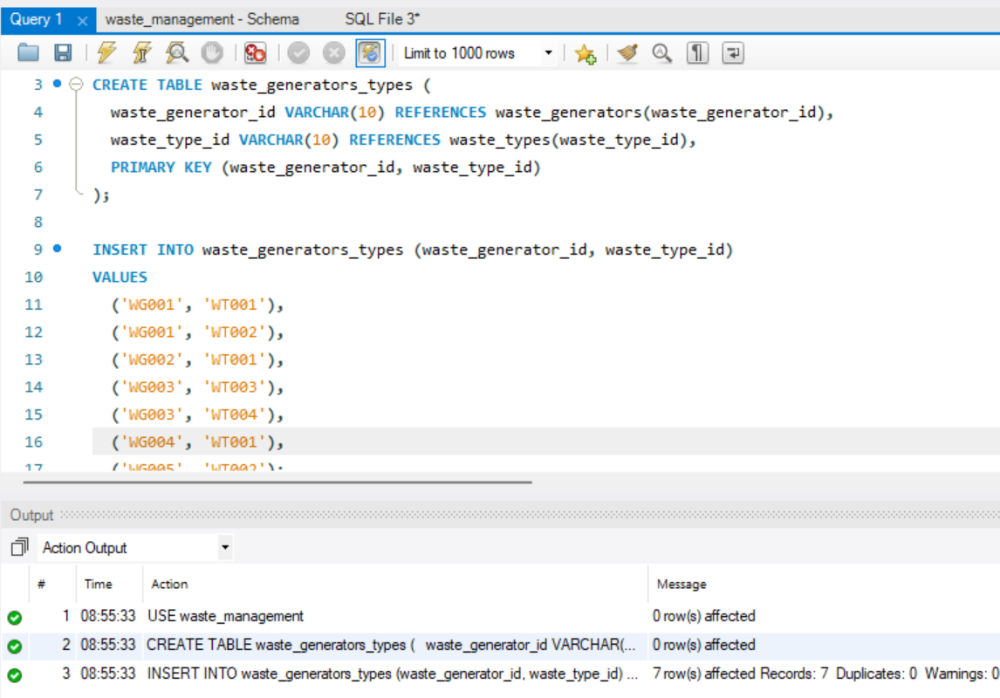 Query 1 waste_management - Schema SQL File 3*
Limit to 1000 rows
3 CREATE TABLE waste_generators_types (
4 waste_generator_id VARCHAR(10) REFERENCES waste_generators(waste_generator_id),
5 waste_type_id VARCHAR(10) REFERENCES waste_types(waste_type_id),
6 PRIMARY KEY (waste_generator_id, waste_type_id)
7 );
8
9 INSERT INTO waste_generators_types (waste_generator_id, waste_type_id)
10 VALUES
11 ('WG001', 'WT001'),
12 ('WG001', 'WT002'),
13 ('WG002', 'WT001'),
14 ('WG003', 'WT003'),
15 ('WG003', 'WT004'),
16 ('WG004', 'WT001'),
17 ('WG005', 'WT002');
Output
Action Output
# Time Action Message
1 08:55:33 USE waste_management 0 row(s) affected
2 08:55:33 CREATE TABLE waste_generators_types ( waste_generator_id VARCHAR(... 0 row(s) affected
3 08:55:33 INSERT INTO waste_generators_types (waste_generator_id, waste_type_id) ... 7 row(s) affected Records: 7 Duplicates: 0 Warnings: 0